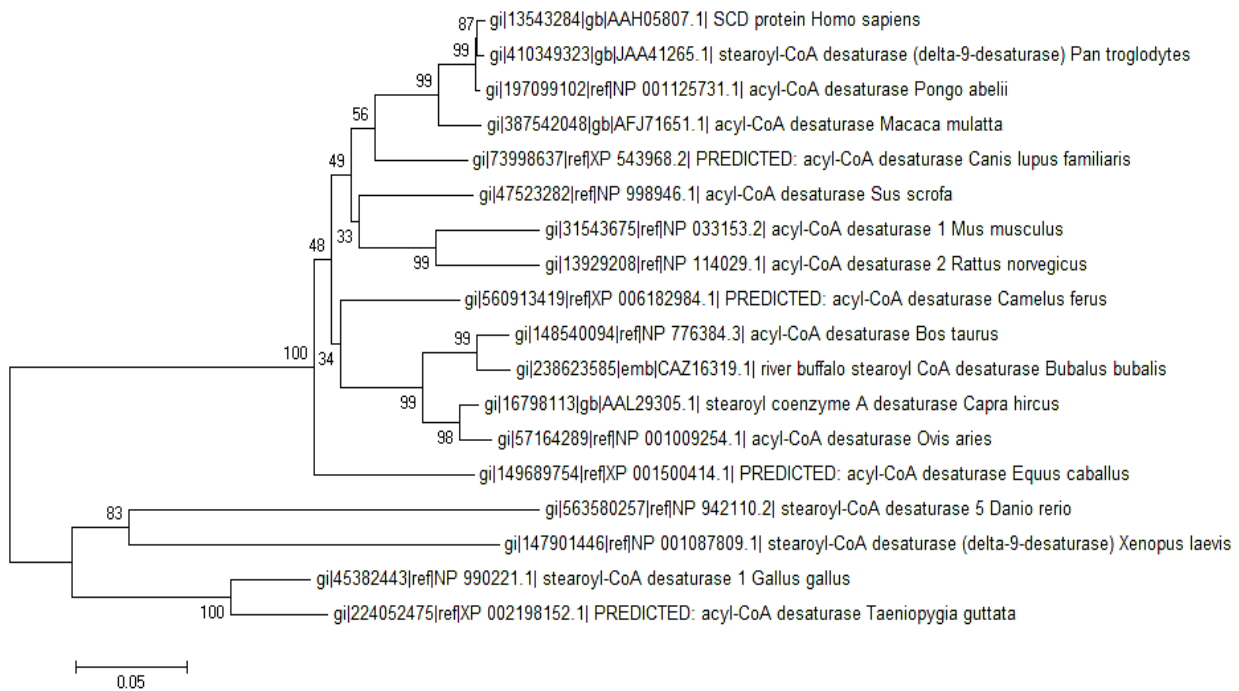 87
gi|13543284|gb|AAH05807.1| SCD protein Homo sapiens
99
gi|410349323|gb|JAA41265.1| stearoyl-CoA desaturase (delta-9-desaturase) Pan troglodytes
99
gi|197099102|ref|NP 001125731.1| acyl-CoA desaturase Pongo abelii
56
gi|387542048|gb|AFJ71651.1| acyl-CoA desaturase Macaca mulatta
49
gi|73998637|ref|XP 543968.2| PREDICTED: acyl-CoA desaturase Canis lupus familiaris
gi|47523282|ref|NP 998946.1| acyl-CoA desaturase Sus scrofa
48
33
gi|31543675|ref|NP 033153.2| acyl-CoA desaturase 1 Mus musculus
99
gi|13929208|ref|NP 114029.1| acyl-CoA desaturase 2 Rattus norvegicus
gi|560913419|ref|XP 006182984.1| PREDICTED: acyl-CoA desaturase Camelus ferus
100
34
99
gi|148540094|ref|NP 776384.3| acyl-CoA desaturase Bos taurus
gi|238623585|emb|CAZ16319.1| river buffalo stearoyl CoA desaturase Bubalus bubalis
99
gi|16798113|gb|AAL29305.1| stearoyl coenzyme A desaturase Capra hircus
98
gi|57164289|ref|NP 001009254.1| acyl-CoA desaturase Ovis aries
gi|149689754|ref|XP 001500414.1| PREDICTED: acyl-CoA desaturase Equus caballus
83
gi|563580257|ref|NP 942110.2| stearoyl-CoA desaturase 5 Danio rerio
gi|147901446|ref|NP 001087809.1| stearoyl-CoA desaturase (delta-9-desaturase) Xenopus laevis
gi|45382443|ref|NP 990221.1| stearoyl-CoA desaturase 1 Gallus gallus
100
gi|224052475|ref|XP 002198152.1| PREDICTED: acyl-CoA desaturase Taeniopygia guttata
0.05